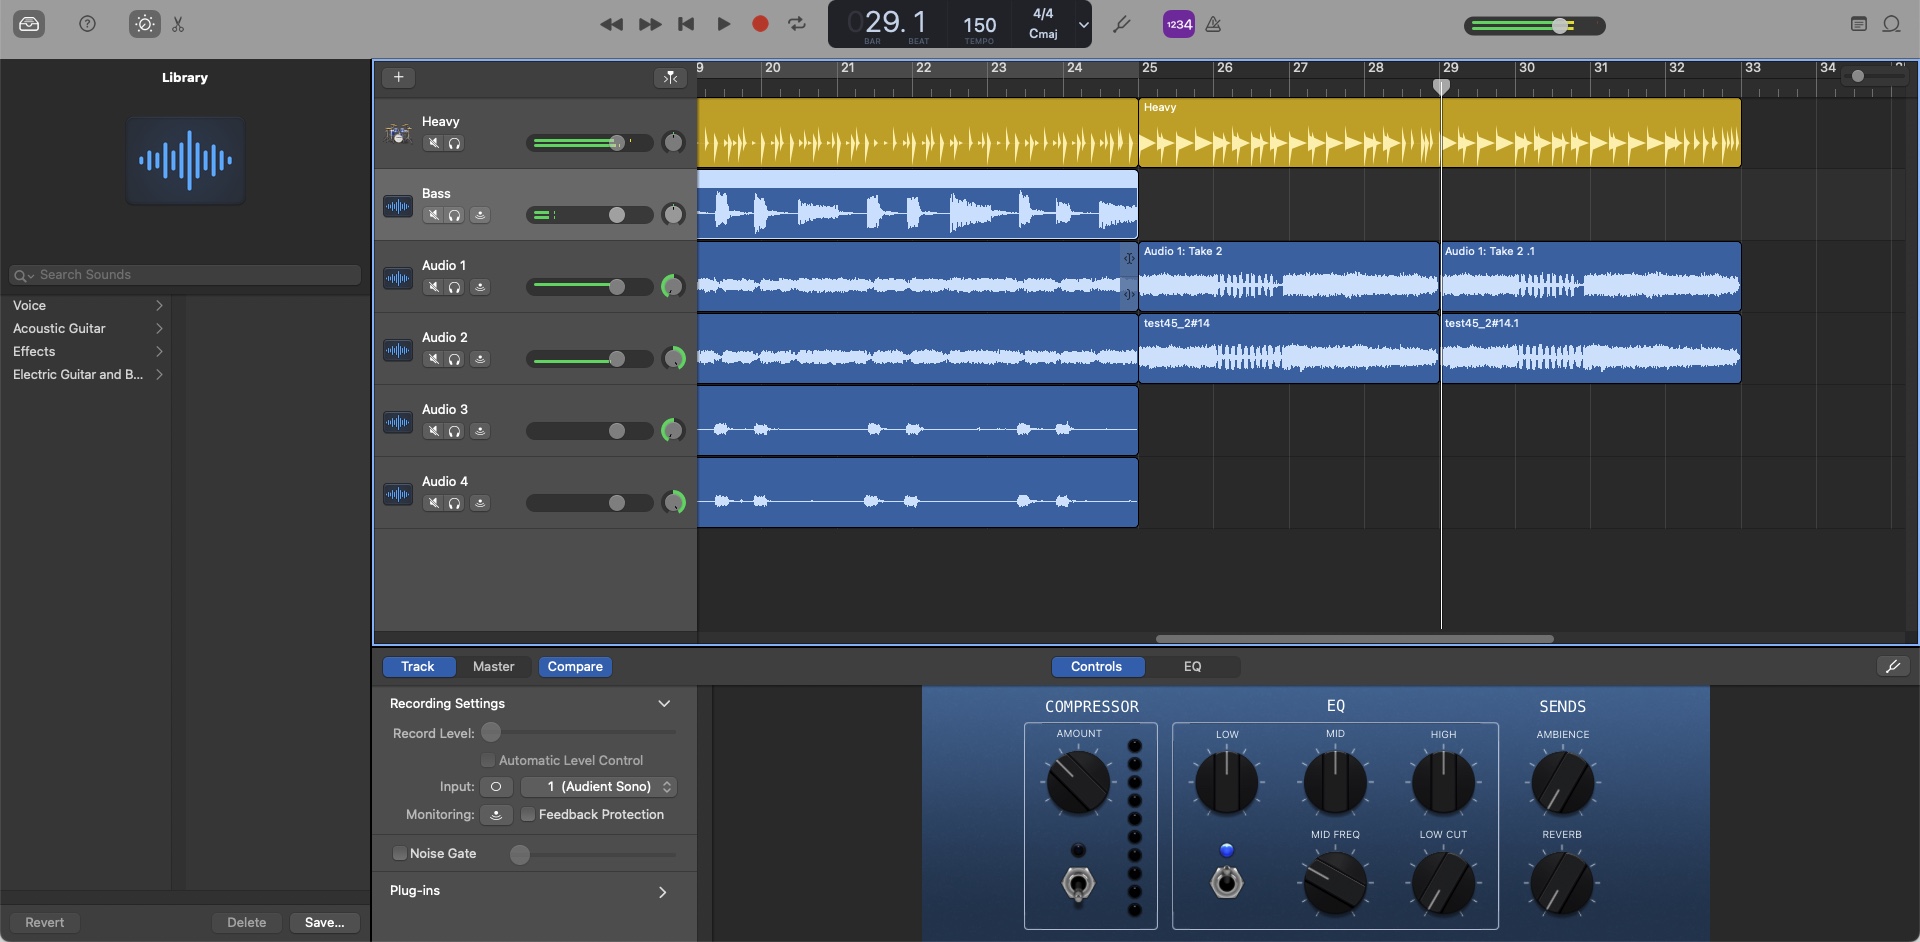 029. 1
BAR
BEAT
150
TEMPO
4/4
Cmaj
1234
Library
Search Sounds
Voice
Acoustic Guitar
Effects
Electric Guitar and B...
Revert
Delete
Save...
9 20 21 22 23 24 25 26 27 28 29 30 31 32 33 34
Heavy
Heavy
Bass
Audio 1
Audio 1: Take 2
Audio 1: Take 2 .1
Audio 2
test45_2#14
test45_2#14.1
Audio 3
Audio 4
Track
Master
Compare
Controls
EQ
Recording Settings
Record Level:
Automatic Level Control
Input:
1 (Audient Sono)
Monitoring:
Feedback Protection
Noise Gate
Plug-ins
COMPRESSOR
EQ
SENDS
AMOUNT
LOW
MID
HIGH
AMBIENCE
MID FREQ
LOW CUT
REVERB